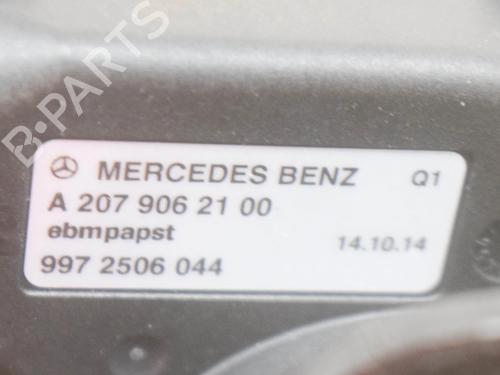 B-PARTS
MERCEDES BENZ Q1
A 207 906 21 00
ebmpapst 14.10.14
997 2506 044